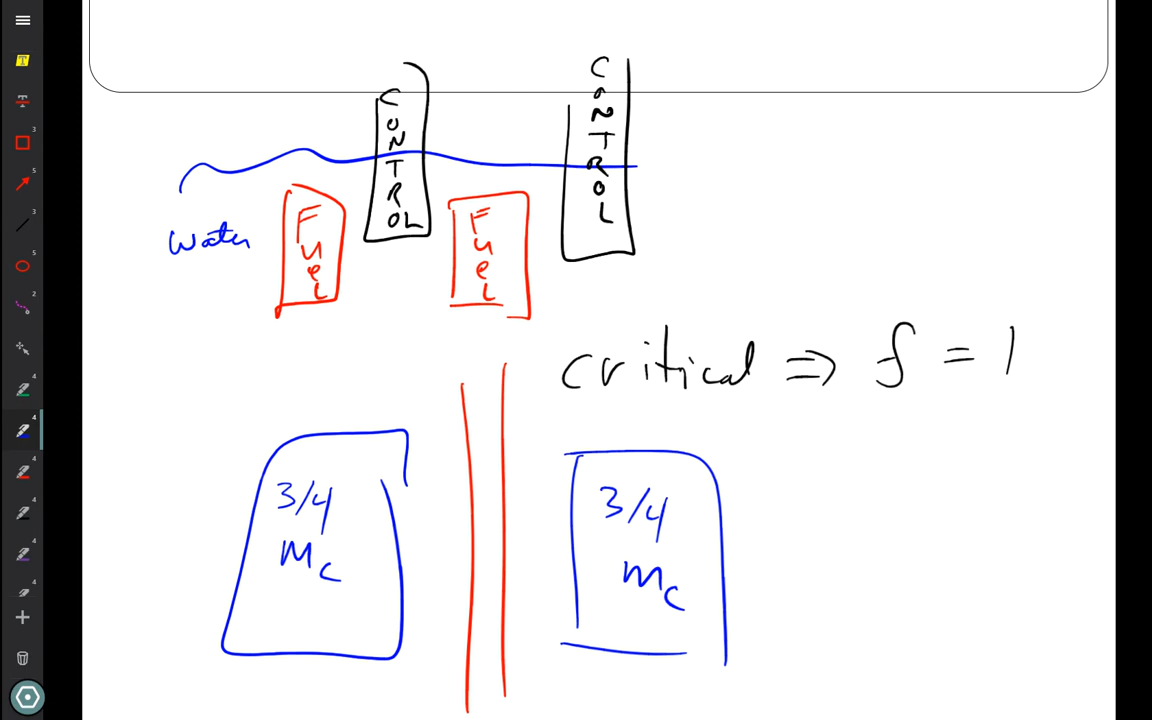 CONTROL
CONTROL
water
FUEL
FUEL
critical ⇒ f = 1
3/4
mc
3/4
mc